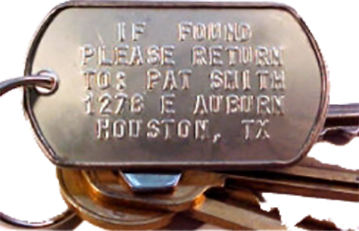 IF FOUND
PLEASE RETURN
TO: PAT SMITH
1278 E AUBURN
HOUSTON, TX